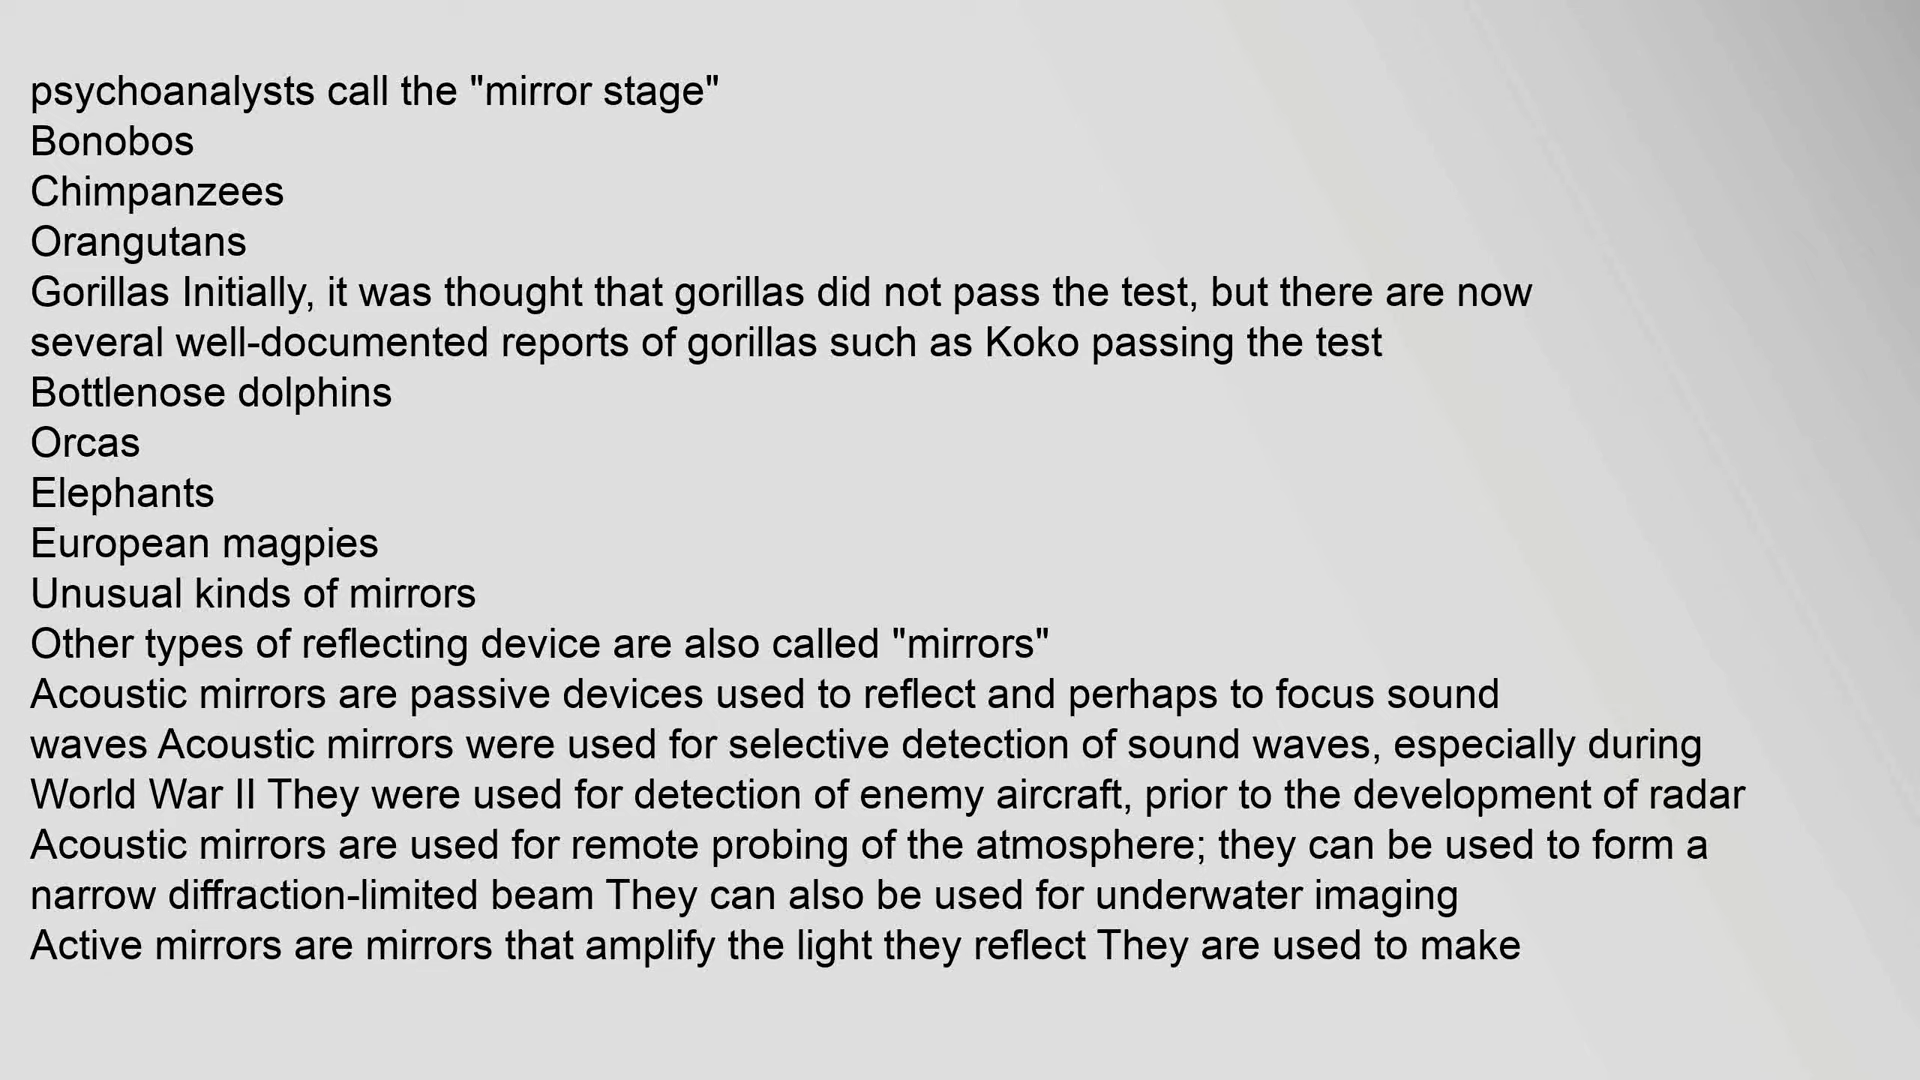 psychoanalysts call the "mirror stage"
Bonobos
Chimpanzees
Orangutans
Gorillas Initially, it was thought that gorillas did not pass the test, but there are now
several well-documented reports of gorillas such as Koko passing the test
Bottlenose dolphins
Orcas
Elephants
European magpies
Unusual kinds of mirrors
Other types of reflecting device are also called "mirrors"
Acoustic mirrors are passive devices used to reflect and perhaps to focus sound
waves Acoustic mirrors were used for selective detection of sound waves, especially during
World War II They were used for detection of enemy aircraft, prior to the development of radar
Acoustic mirrors are used for remote probing of the atmosphere; they can be used to form a
narrow diffraction-limited beam They can also be used for underwater imaging
Active mirrors are mirrors that amplify the light they reflect They are used to make